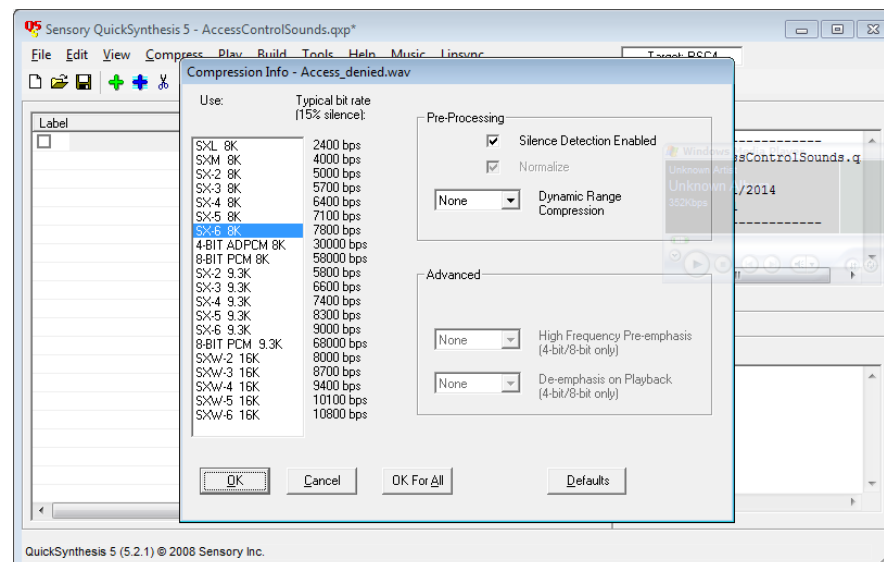 Sensory QuickSynthesis 5 - AccessControlSounds.qxp*
File Edit View Compress Play Build Tools Help Music Lipsync
Target: RSC4
Label
Compression Info - Access_denied.wav
Use: Typical bit rate
(15% silence):
SXL 8K 2400 bps
SXM 8K 4000 bps
SX-2 8K 5000 bps
SX-3 8K 5700 bps
SX-4 8K 6400 bps
SX-5 8K 7100 bps
SX-6 8K 7800 bps
4-BIT ADPCM 8K 30000 bps
8-BIT PCM 8K 58000 bps
SX-2 9.3K 5800 bps
SX-3 9.3K 6600 bps
SX-4 9.3K 7400 bps
SX-5 9.3K 8300 bps
SX-6 9.3K 9000 bps
8-BIT PCM 9.3K 68000 bps
SXW-2 16K 8000 bps
SXW-3 16K 8700 bps
SXW-4 16K 9400 bps
SXW-5 16K 10100 bps
SXW-6 16K 10800 bps
Pre-Processing
Silence Detection Enabled
Normalize
None Dynamic Range
Compression
Advanced
None High Frequency Pre-emphasis
(4-bit/8-bit only)
None De-emphasis on Playback
(4-bit/8-bit only)
OK Cancel OK For All Defaults
Windows Media Player
ssControlSounds.q
Unknown Artist
Unknown
/2014
352Kbps
QuickSynthesis 5 (5.2.1) © 2008 Sensory Inc.